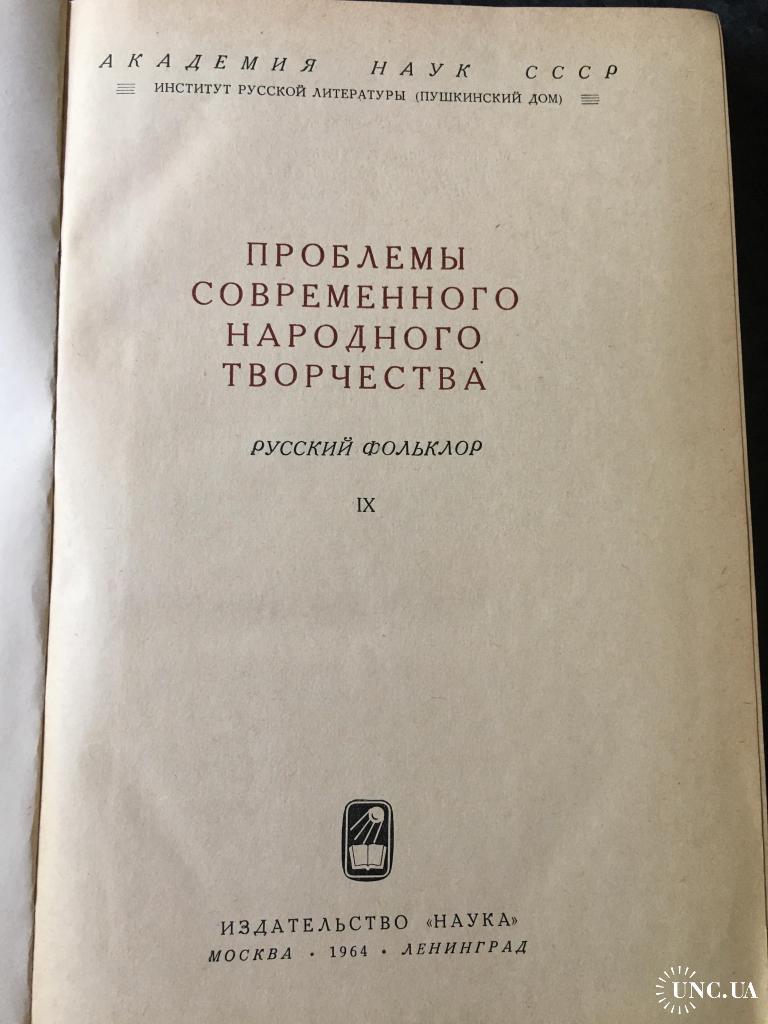 АКАДЕМИЯ НАУК СССР
ИНСТИТУТ РУССКОЙ ЛИТЕРАТУРЫ (ПУШКИНСКИЙ ДОМ)
ПРОБЛЕМЫ
СОВРЕМЕННОГО
НАРОДНОГО
ТВОРЧЕСТВА
РУССКИЙ ФОЛЬКЛОР
IX
ИЗДАТЕЛЬСТВО «НАУКА»
МОСКВА · 1964 · ЛЕНИНГРАД
UNC.UA